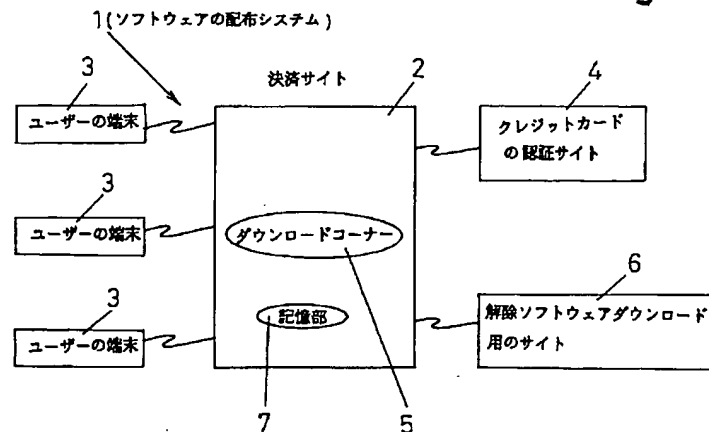 1(ソフトウェアの配布システム)
決済サイト
3
2
4
ユーザーの端末
クレジットカード
の認証サイト
3
ユーザーの端末
ダウンロードコーナー
6
3
ユーザーの端末
記憶部
解除ソフトウェアダウンロード
用のサイト
7
5